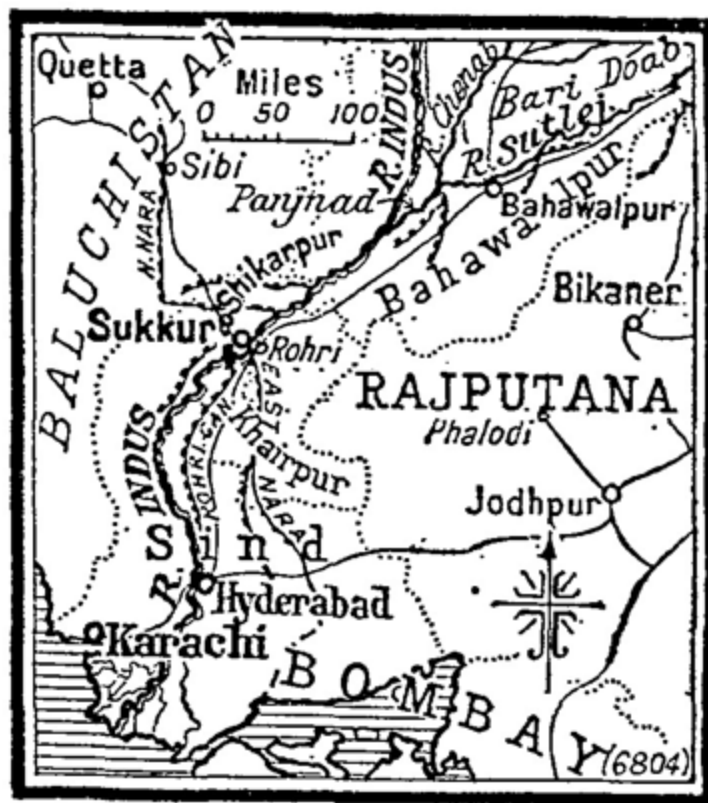 Quetta
Miles
0 50 100
BALUCHISTAN
R. INDUS
Chenab
Bari Doab
R. Sutlej
Sibi
Panjnad
Bahawalpur
Bahawalpur
N. NARA
Shikarpur
Bikaner
Sukkur
Rohri
RAJPUTANA
Phalodi
EAST NARA
ROHRI CAN.
Khairpur
R. INDUS
Jodhpur
Sind
Hyderabad
Karachi
BOMBAY
(6804)